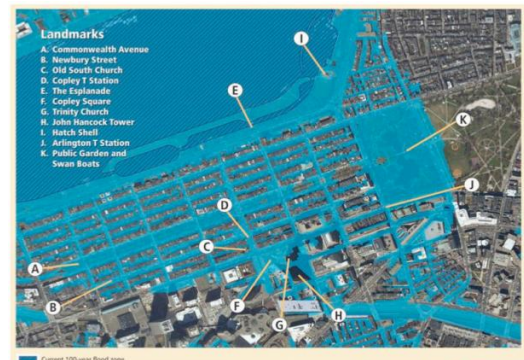 Landmarks
A. Commonwealth Avenue
B. Newbury Street
C. Old South Church
D. Copley T Station
E. The Esplanade
F. Copley Square
G. Trinity Church
H. John Hancock Tower
I. Hatch Shell
J. Arlington T Station
K. Public Garden and
Swan Boats
I
E
K
D
J
C
A
B
F
G
H
Current 100-year flood zone